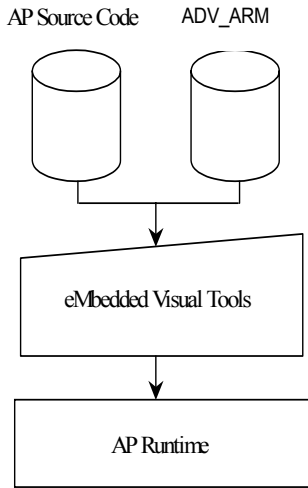 AP Source Code
ADV_ARM
eMbedded Visual Tools
AP Runtime